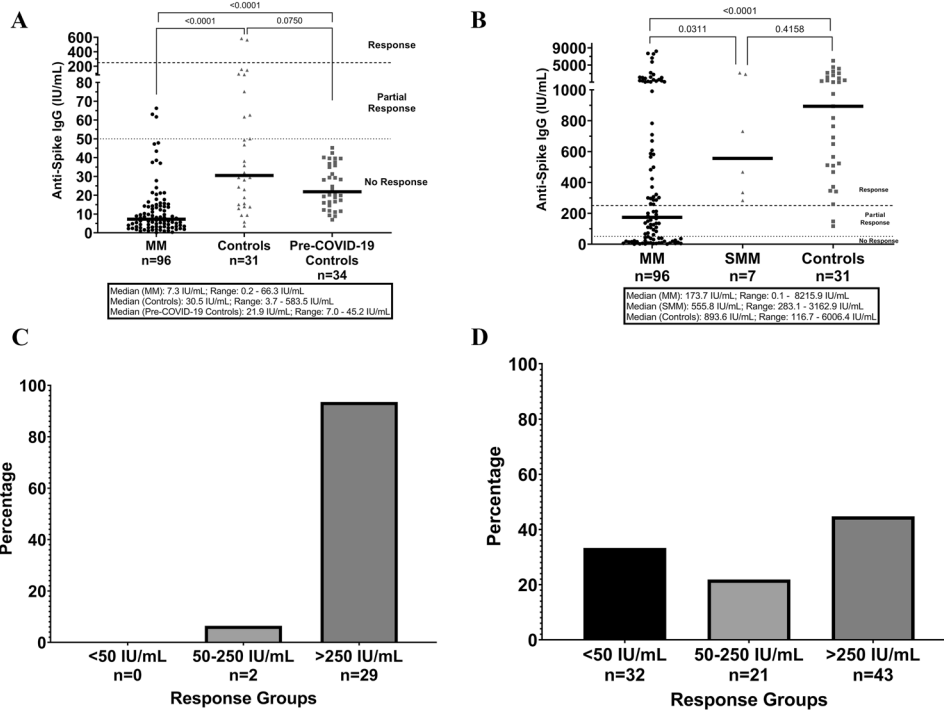 A
<0.0001
<0.0001
0.0750
600
400
200
80
70
60
50
40
30
20
10
0
Anti-Spike IgG (IU/mL)
Response
Partial
Response
No Response
MM
n=96
Controls
n=31
Pre-COVID-19
Controls
n=34
Median (MM): 7.3 IU/mL; Range: 0.2 - 66.3 IU/mL
Median (Controls): 30.5 IU/mL; Range: 3.7 - 583.5 IU/mL
Median (Pre-COVID-19 Controls): 21.9 IU/mL; Range: 7.0 - 45.2 IU/mL
B
<0.0001
0.0311
0.4158
9000
5000
1000
800
600
400
200
0
Anti-Spike IgG (IU/mL)
Response
Partial
Response
No Response
MM
n=96
SMM
n=7
Controls
n=31
Median (MM): 173.7 IU/mL; Range: 0.1 - 8215.9 IU/mL
Median (SMM): 555.8 IU/mL; Range: 283.1 - 3162.9 IU/mL
Median (Controls): 893.6 IU/mL; Range: 116.7 - 6006.4 IU/mL
C
100
80
60
40
20
0
Percentage
<50 IU/mL
n=0
50-250 IU/mL
n=2
>250 IU/mL
n=29
Response Groups
D
100
80
60
40
20
0
Percentage
<50 IU/mL
n=32
50-250 IU/mL
n=21
>250 IU/mL
n=43
Response Groups